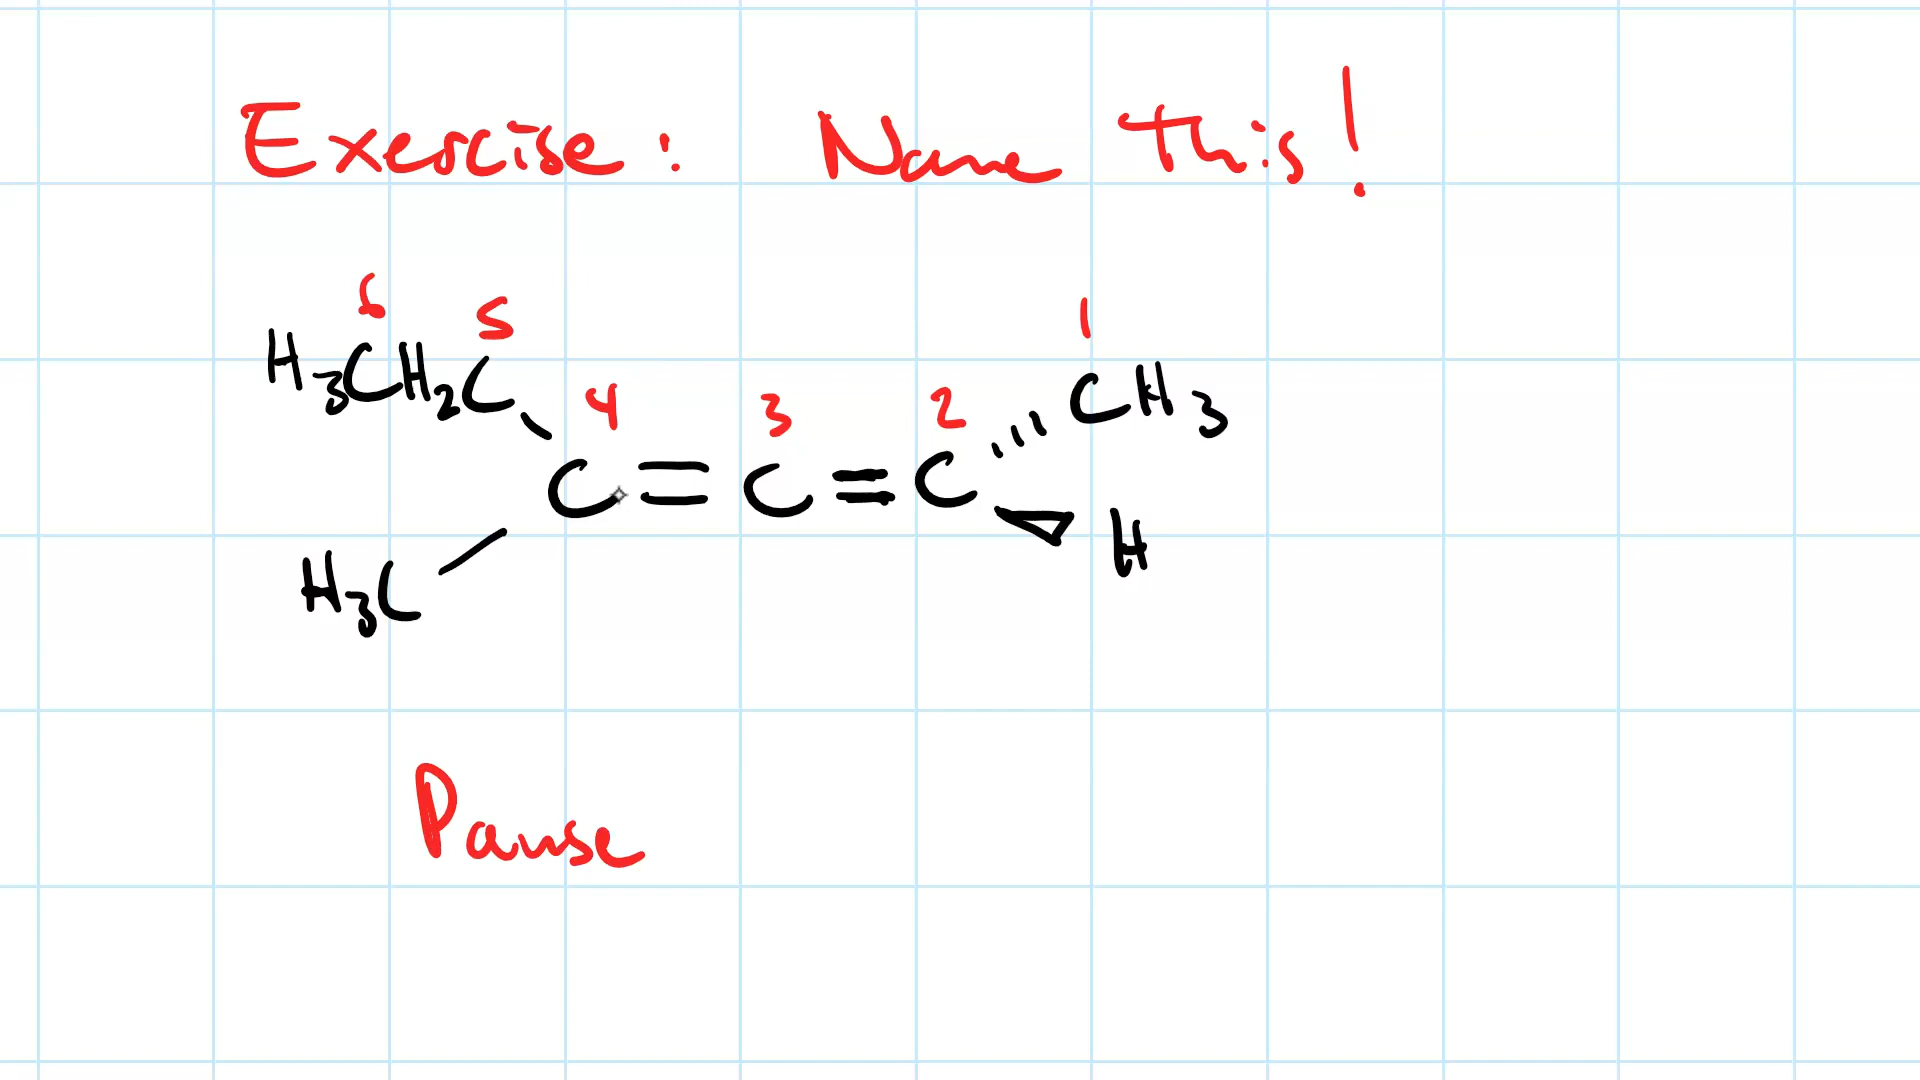 Exercise: Name this!
6 5 1
H3CH2C 4 3 2 CH3
C = C = C
H3C H
Pause